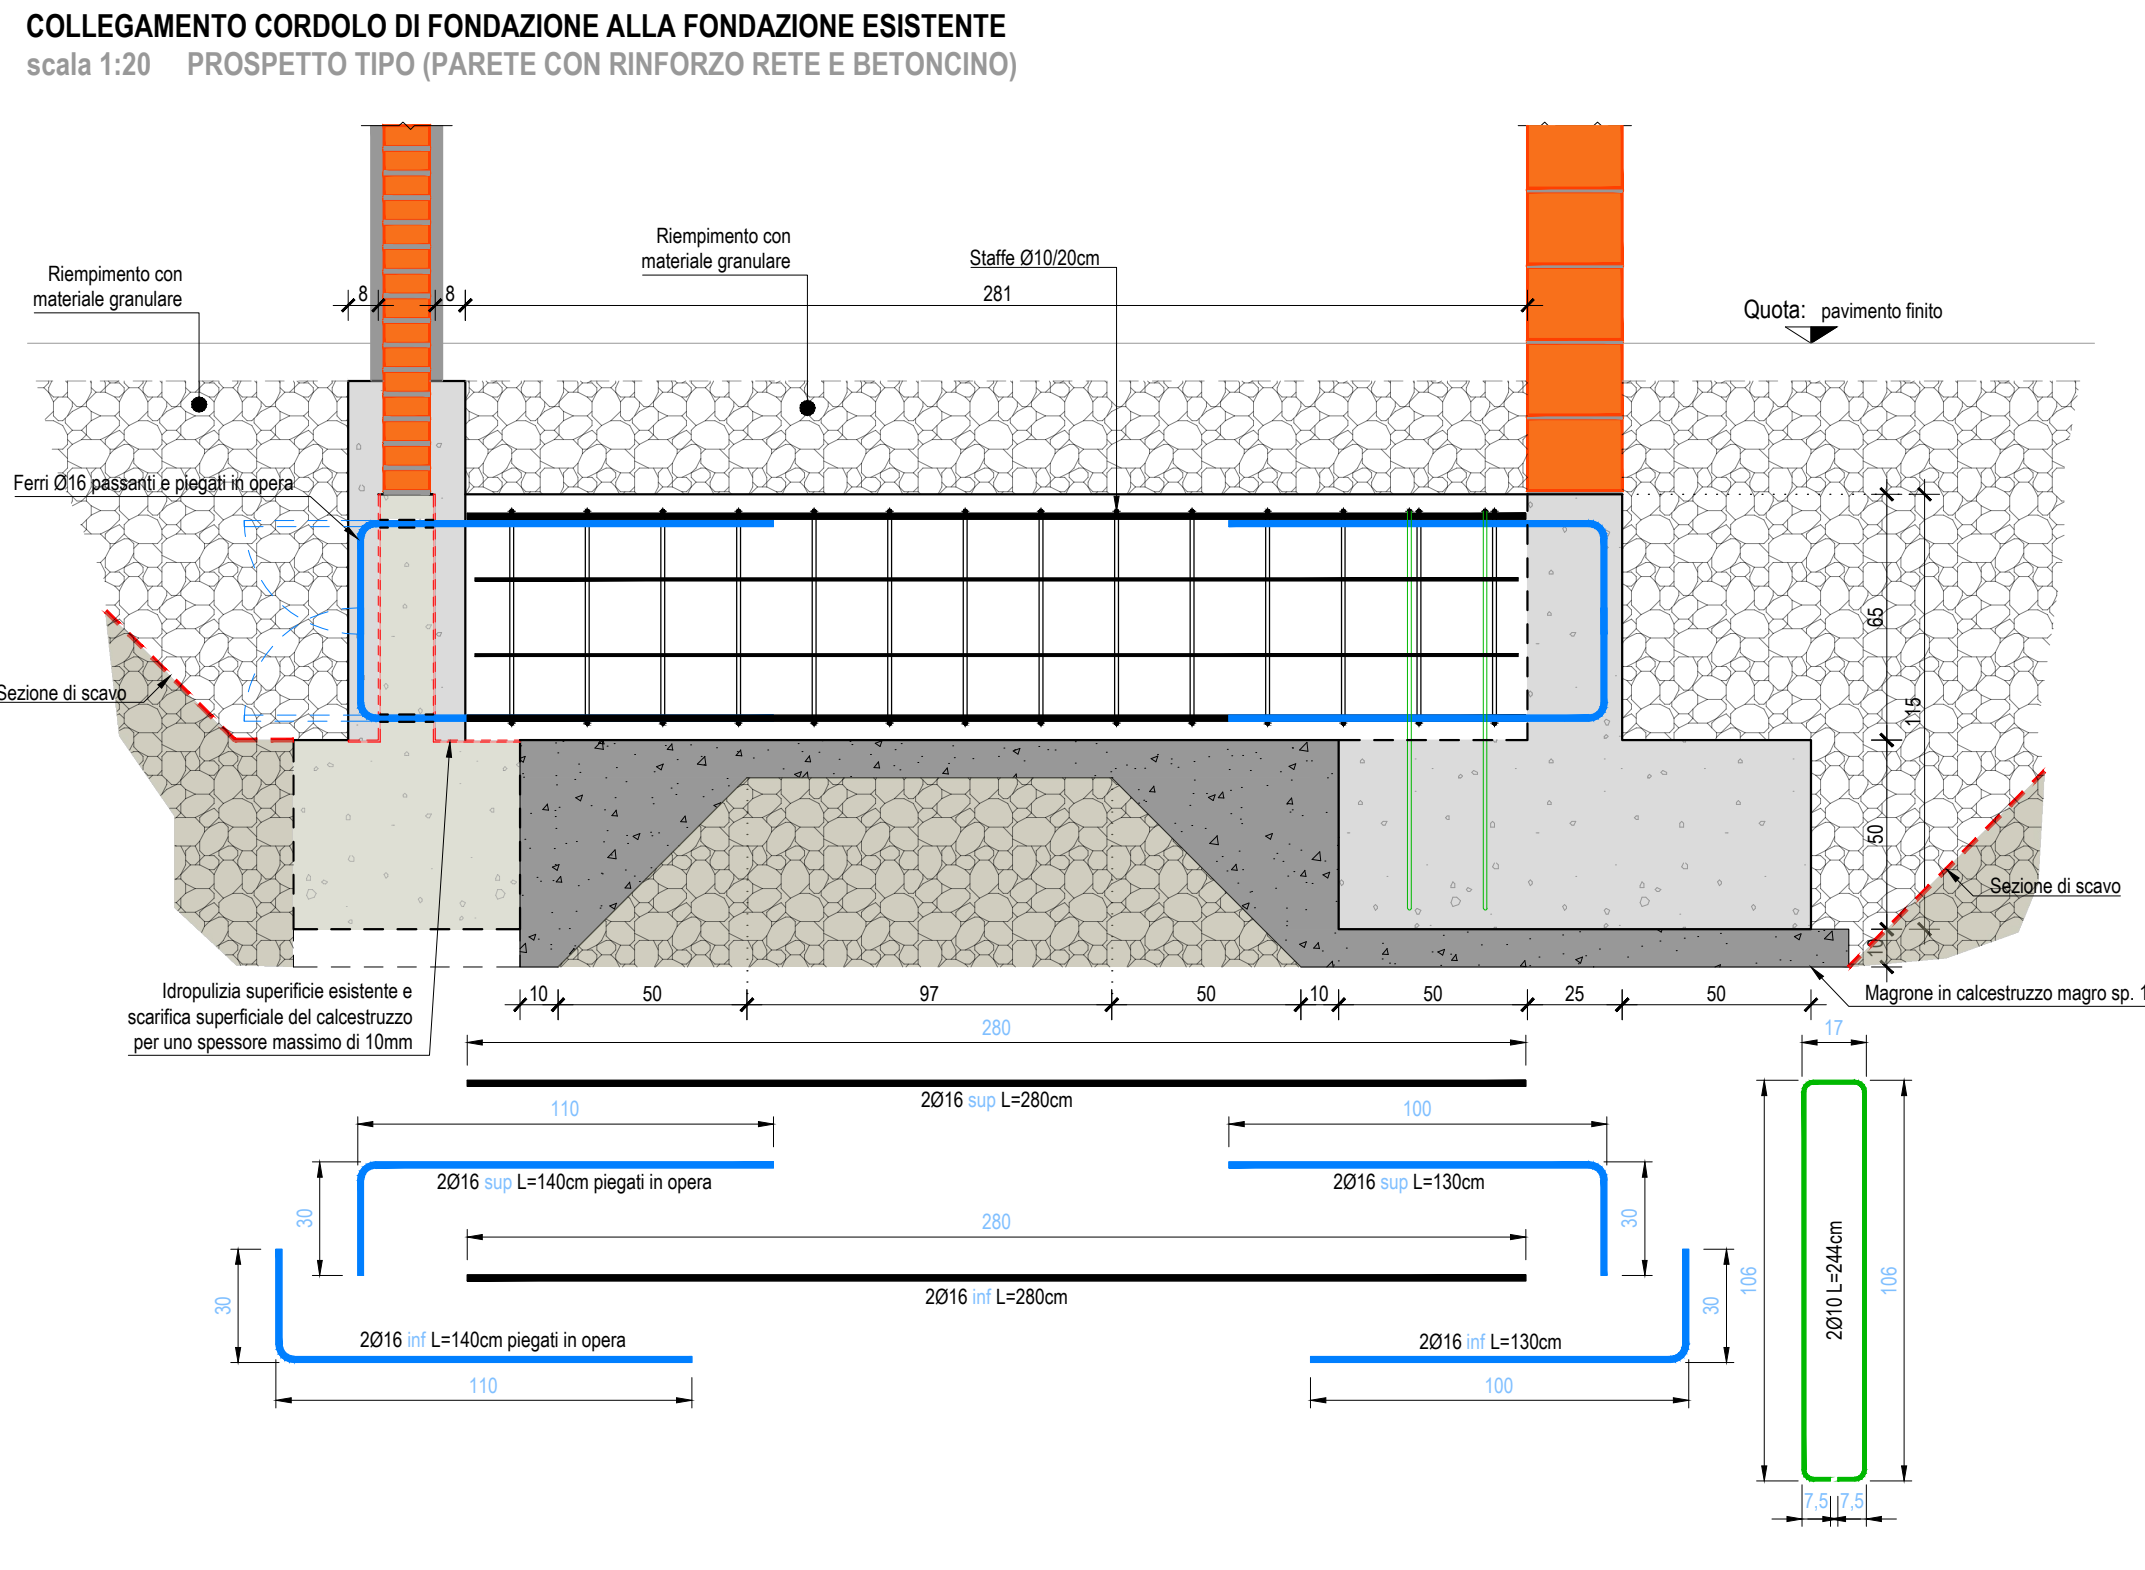 COLLEGAMENTO CORDOLO DI FONDAZIONE ALLA FONDAZIONE ESISTENTE
scala 1:20 PROSPETTO TIPO (PARETE CON RINFORZO RETE E BETONCINO)
Riempimento con
materiale granulare
Riempimento con
materiale granulare
Staffe Ø10/20cm
8
8
281
Quota: pavimento finito
Ferri Ø16 passanti e piegati in opera
Sezione di scavo
65
115
50
10
Sezione di scavo
Idropulizia superificie esistente e
scarifica superficiale del calcestruzzo
per uno spessore massimo di 10mm
10
50
97
50
10
50
25
50
Magrone in calcestruzzo magro sp. 1
280
2Ø16 sup L=280cm
17
110
100
2Ø16 sup L=140cm piegati in opera
2Ø16 sup L=130cm
30
30
280
2Ø16 inf L=280cm
30
30
2Ø16 inf L=140cm piegati in opera
2Ø16 inf L=130cm
110
100
106
2Ø10 L=244cm
106
7,5
7,5